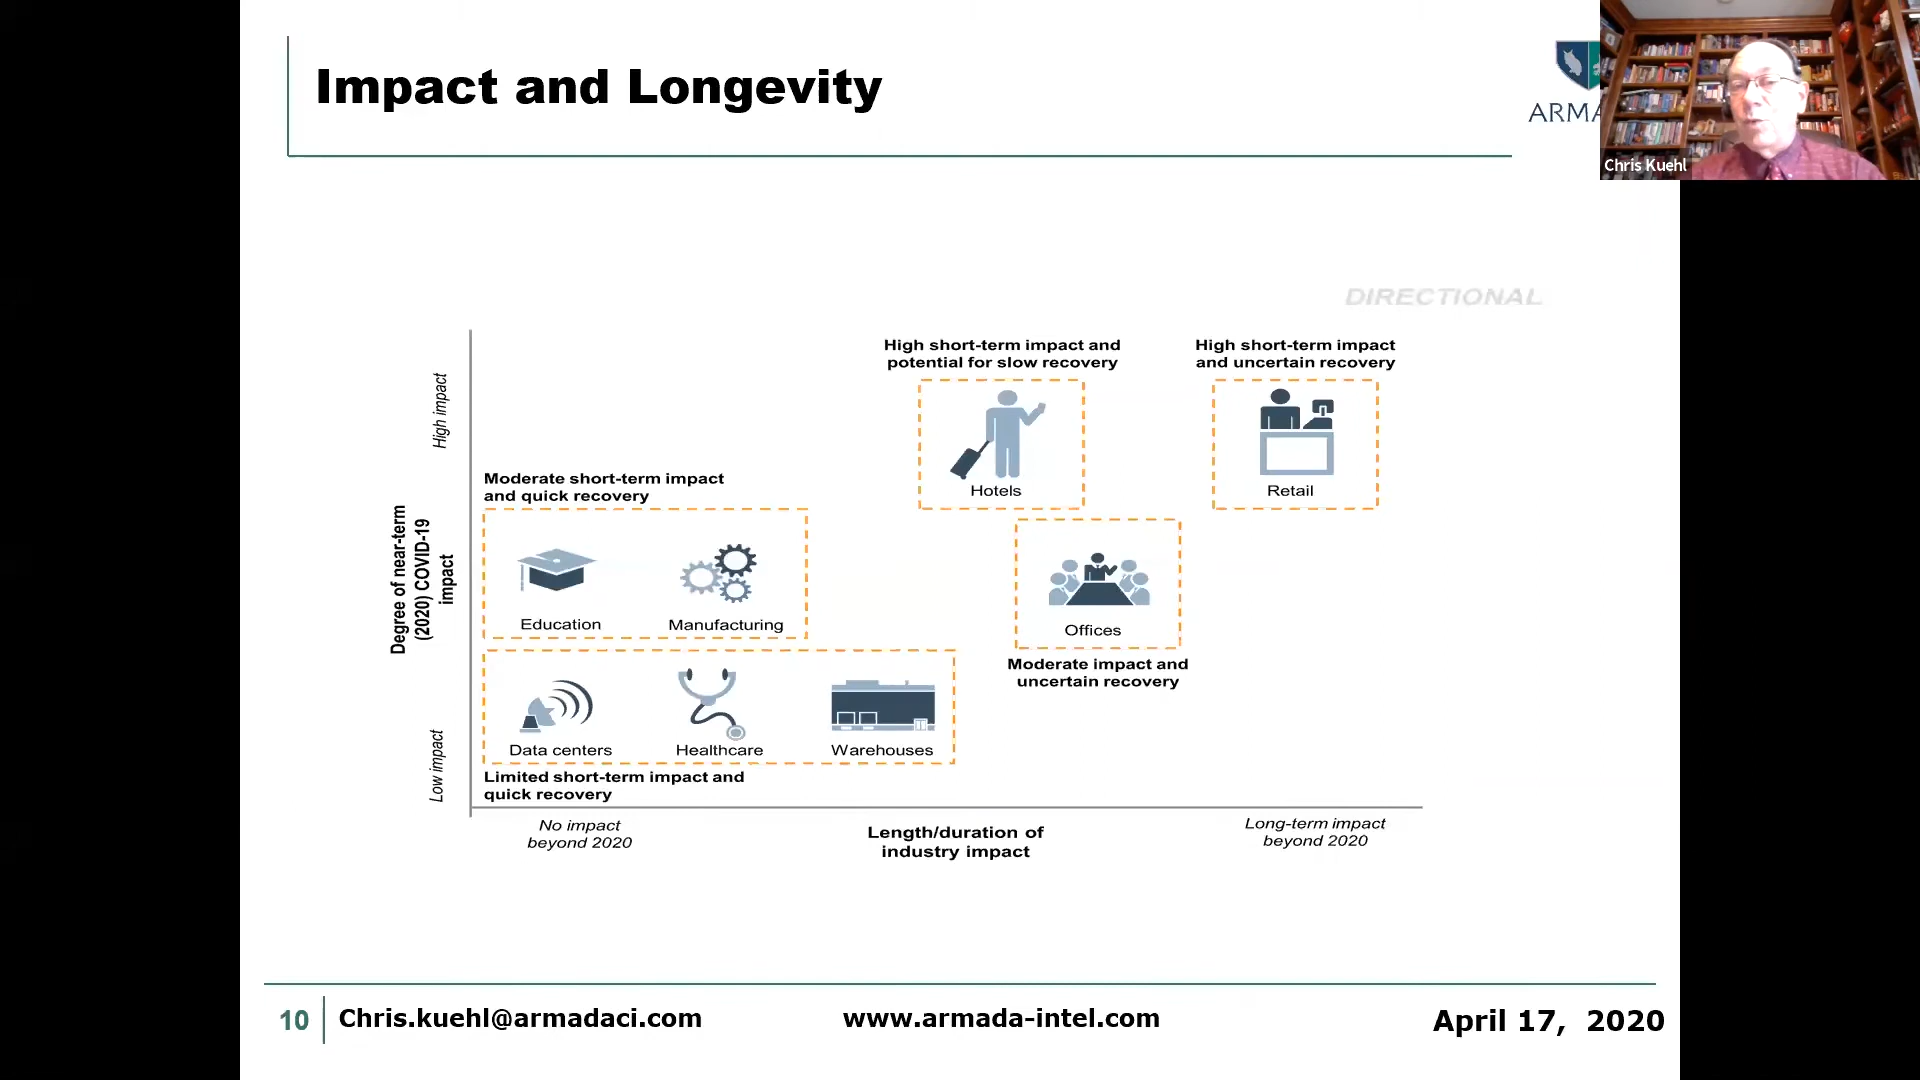 Impact and Longevity
ARMA
Chris Kuehl
DIRECTIONAL
High short-term impact and
potential for slow recovery
High short-term impact
and uncertain recovery
High impact
Hotels
Retail
Moderate short-term impact
and quick recovery
Degree of near-term
(2020) COVID-19
impact
Education
Manufacturing
Offices
Moderate impact and
uncertain recovery
Data centers
Healthcare
Warehouses
Low impact
Limited short-term impact and
quick recovery
No impact
beyond 2020
Length/duration of
industry impact
Long-term impact
beyond 2020
10
Chris.kuehl@armadaci.com
www.armada-intel.com
April 17,  2020